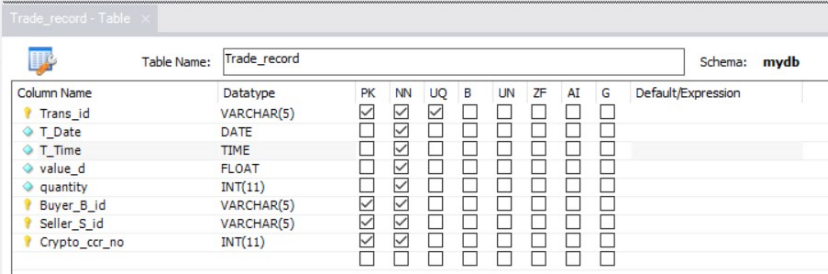 Trade_record - Table ×
Table Name: Trade_record Schema: mydb
Column Name Datatype PK NN UQ B UN ZF AI G Default/Expression
Trans_id VARCHAR(5)
T_Date DATE
T_Time TIME
value_d FLOAT
quantity INT(11)
Buyer_B_id VARCHAR(5)
Seller_S_id VARCHAR(5)
Crypto_ccr_no INT(11)